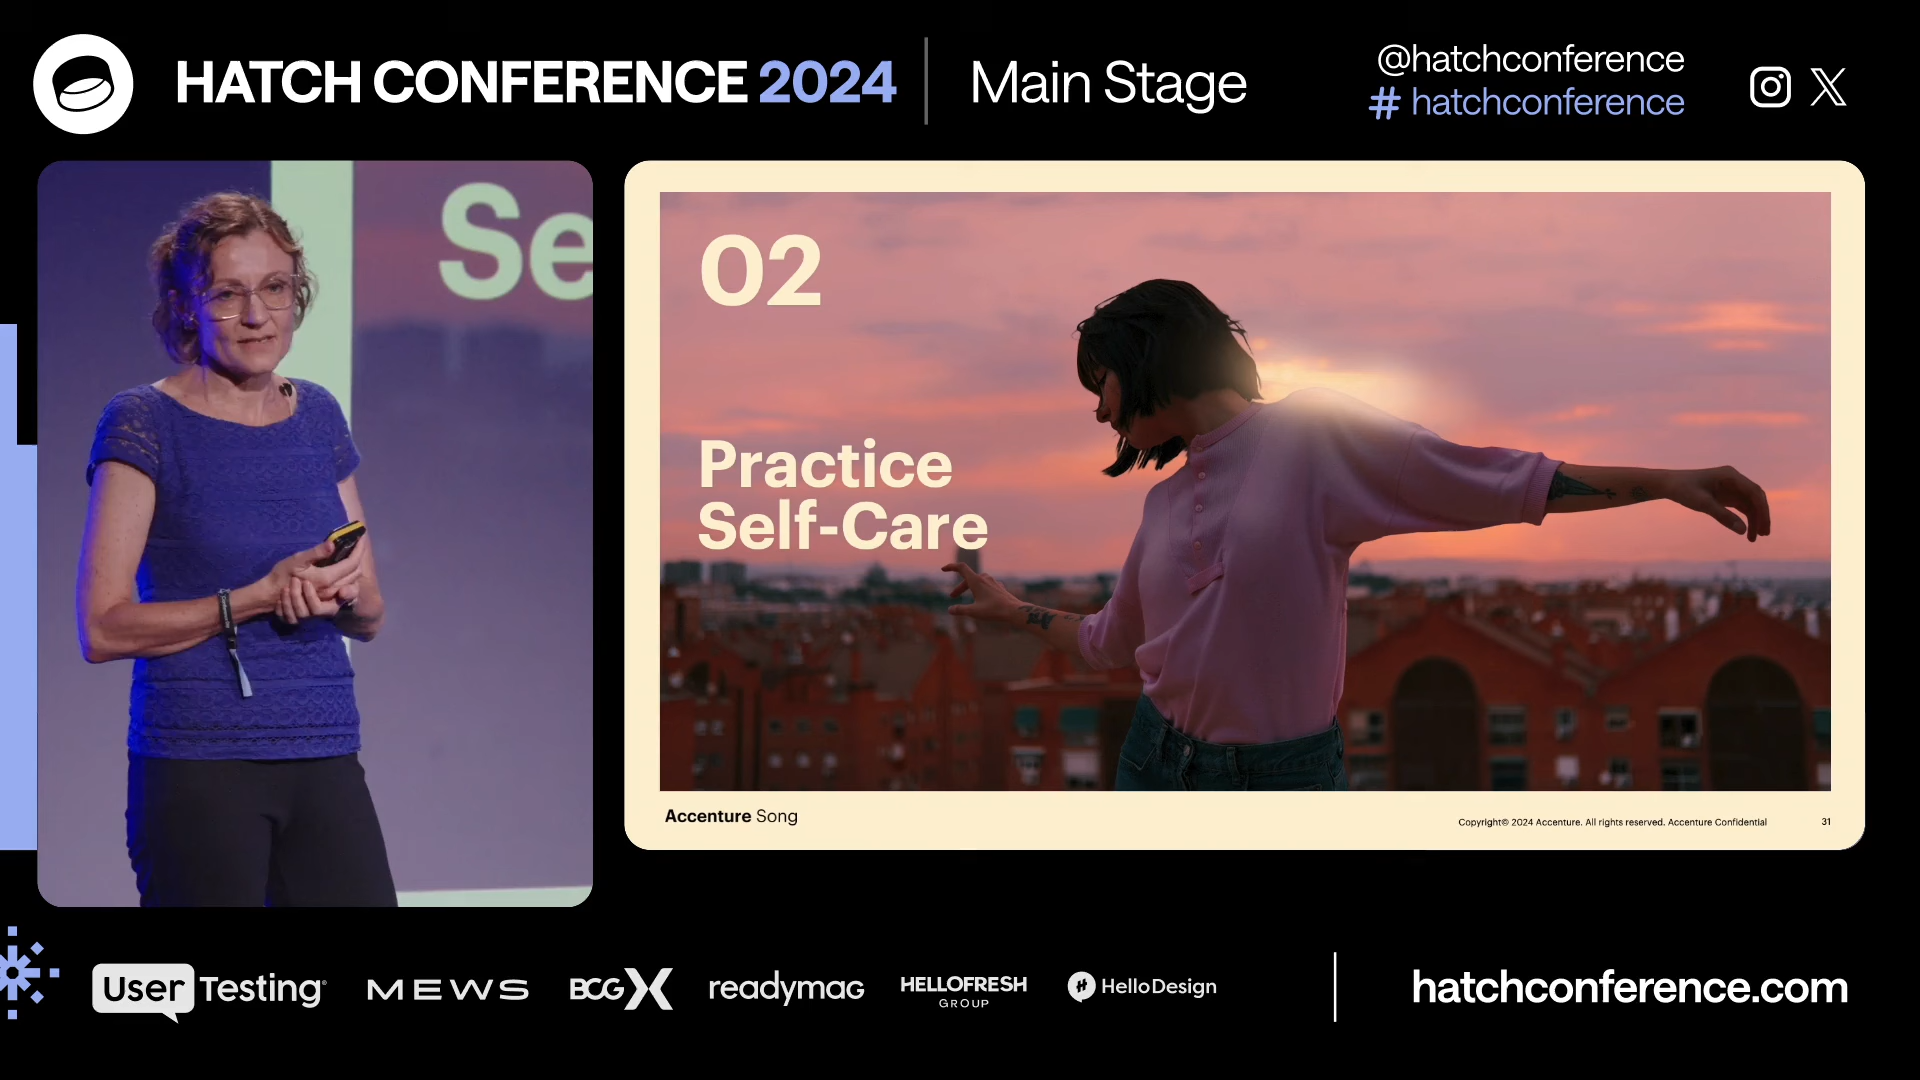 HATCH CONFERENCE 2024
Main Stage
@hatchconference
# hatchconference
Se
02
Practice
Self-Care
Accenture Song
Copyright© 2024 Accenture. All rights reserved. Accenture Confidential
31
UserTesting
MEWS
BCG X
readymag
HELLOFRESH
GROUP
HelloDesign
hatchconference.com